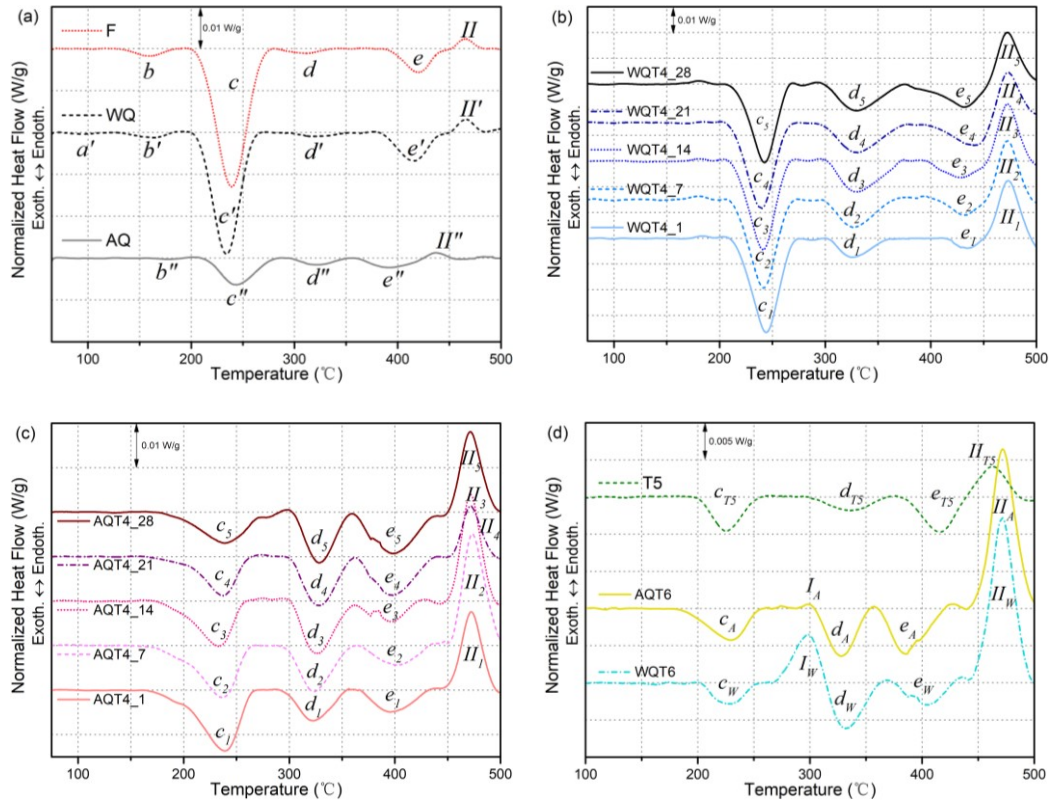 (a)
0.01 W/g
F
II
b
c
d
e
WQ
II'
a'
b'
c'
d'
e'
AQ
II"
b"
c"
d"
e"
Normalized Heat Flow (W/g)
Exoth. ↔ Endoth.
100 200 300 400 500
Temperature (℃)
(b)
0.01 W/g
WQT4_28
c5
d5
e5
II5
WQT4_21
c4
d4
e4
II4
WQT4_14
c3
d3
e3
II3
WQT4_7
c2
d2
e2
II2
WQT4_1
c1
d1
e1
II1
Normalized Heat Flow (W/g)
Exoth. ↔ Endoth.
100 200 300 400 500
Temperature (℃)
(c)
0.01 W/g
AQT4_28
c5
d5
e5
II5
AQT4_21
c4
d4
e4
II3
II4
AQT4_14
c3
d3
e3
AQT4_7
c2
d2
e2
II2
AQT4_1
c1
d1
e1
II1
Normalized Heat Flow (W/g)
Exoth. ↔ Endoth.
100 200 300 400 500
Temperature (℃)
(d)
0.005 W/g
T5
cT5
dT5
eT5
IIT5
AQT6
cA
IA
dA
eA
IIA
WQT6
cW
IW
dW
eW
IIW
Normalized Heat Flow (W/g)
Exoth. ↔ Endoth.
100 200 300 400 500
Temperature (℃)